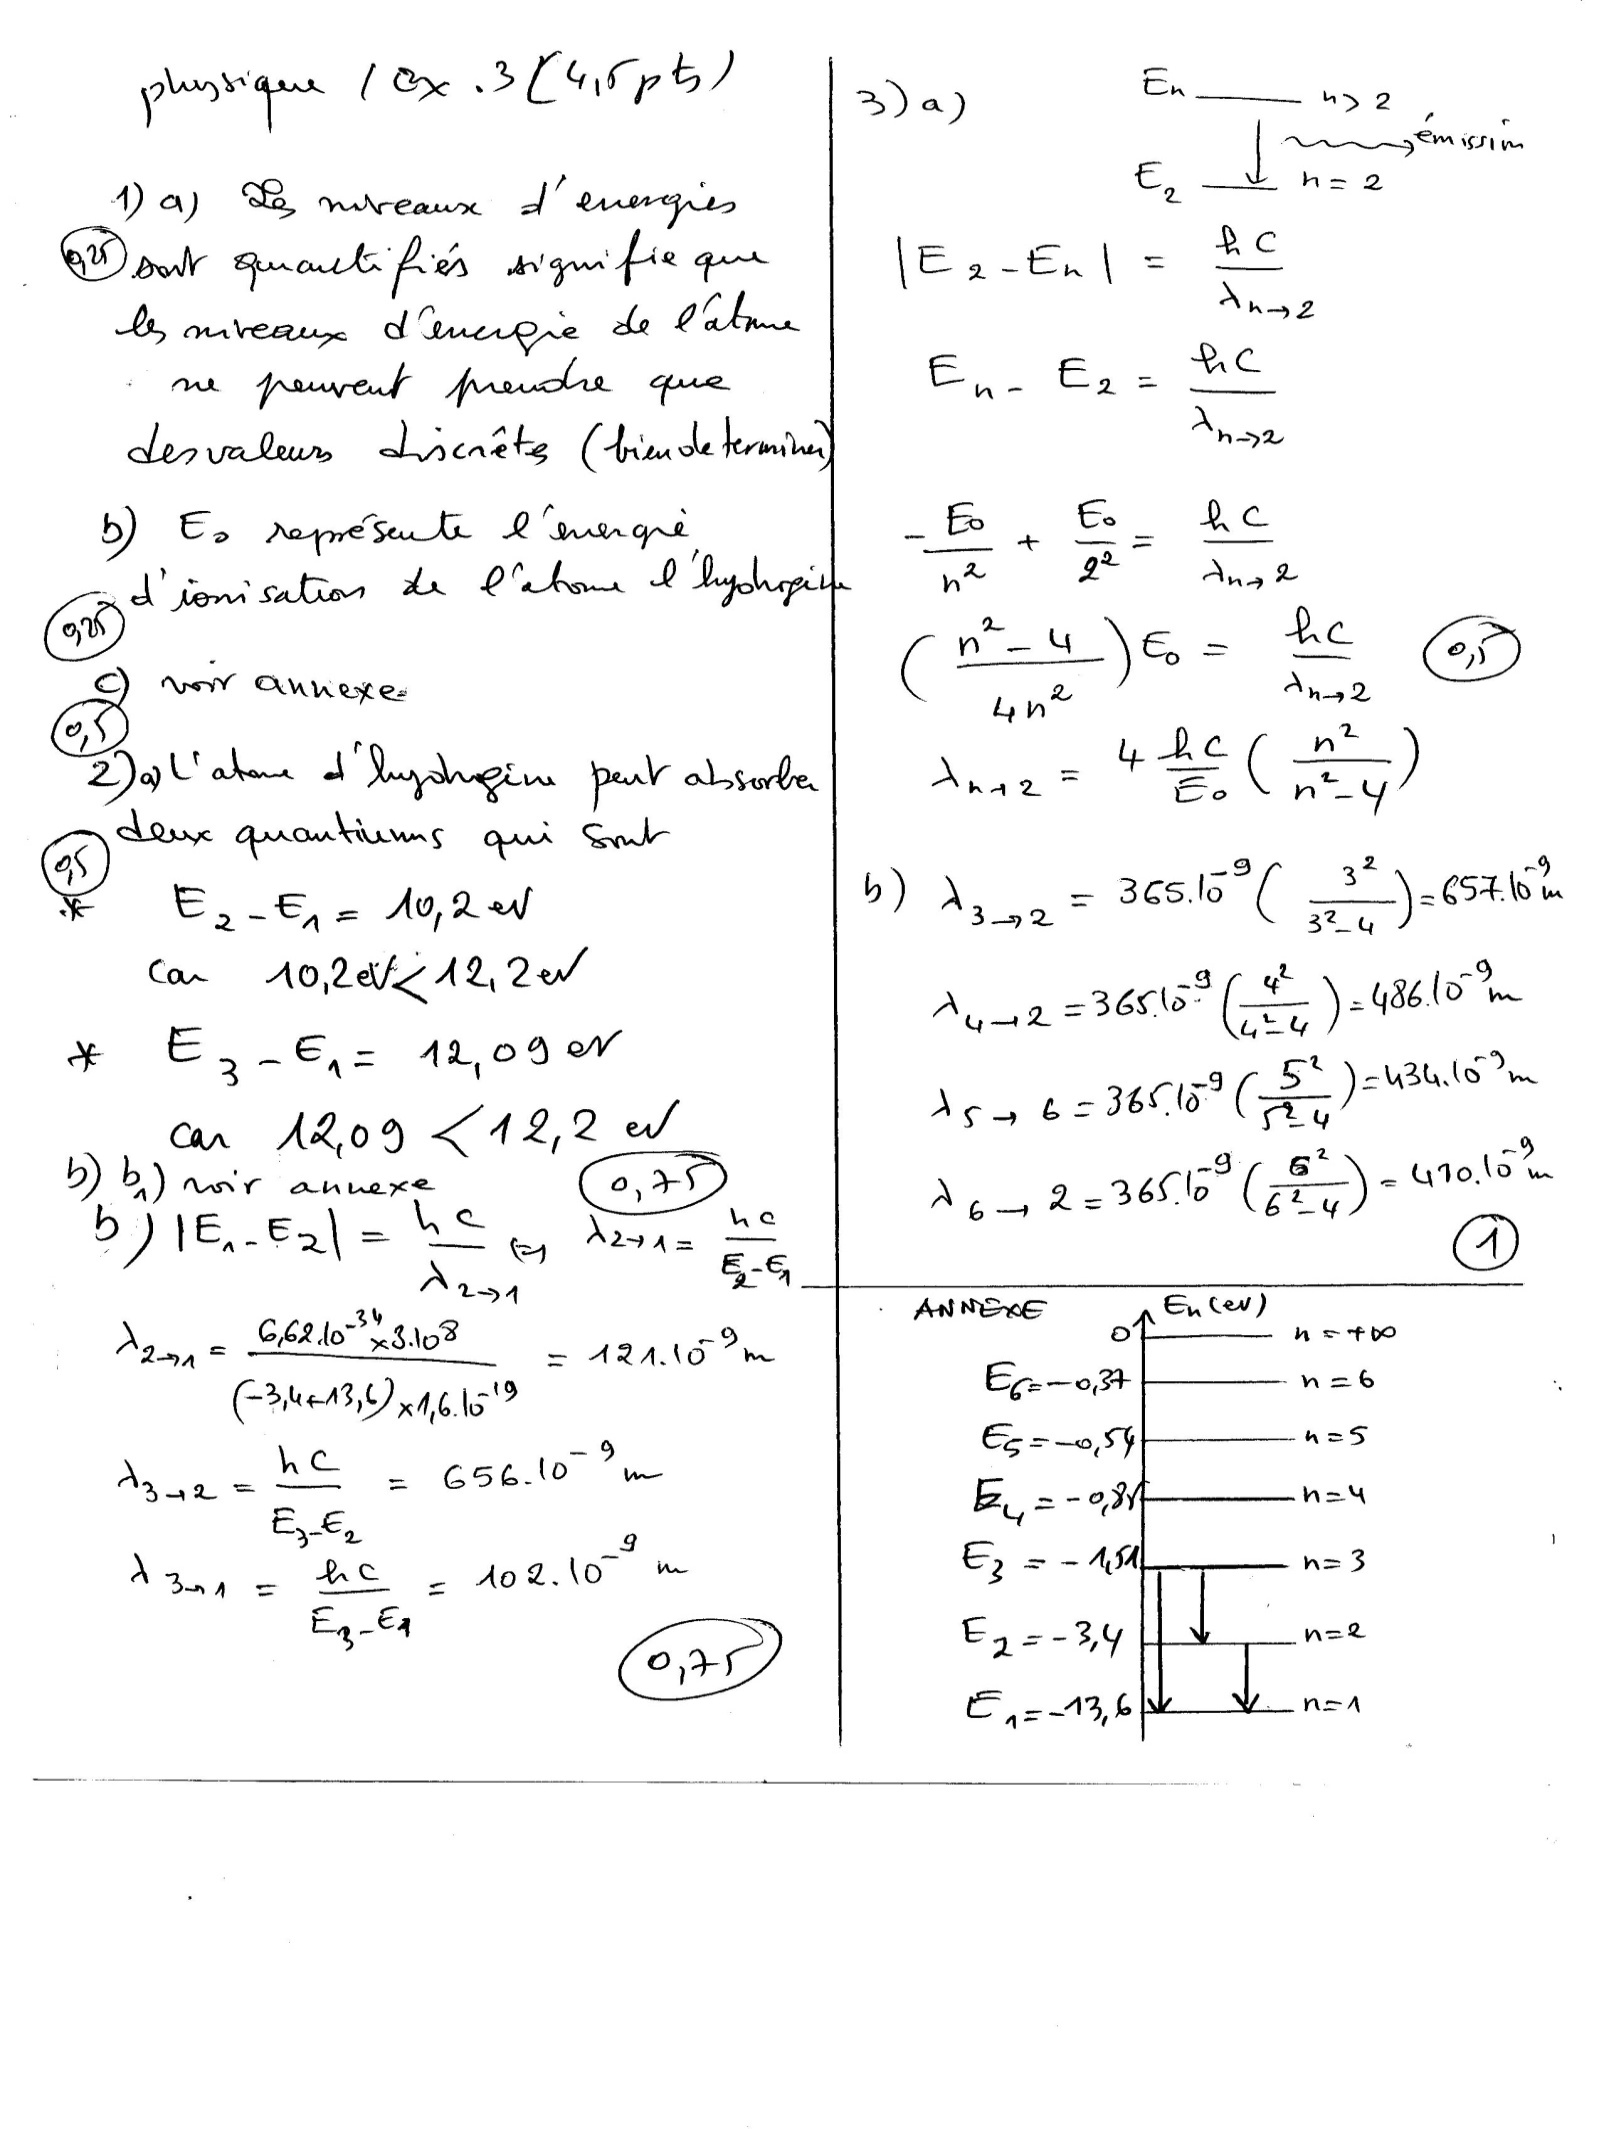 physique / ex.3 (4,5 pts)
1) a) Les niveaux d'energies
0,25 sont quantifiés signifie que
les niveaux d'énergie de l'atome
ne peuvent prendre que
des valeurs discrêtes (bien determiner)
b) E₀ représente l'énergie
d'ionisation de l'atome l'hydrogène
0,25
c) voir annexe
0,5
2) a) L'atome d'hydrogène peut absorber
deux quantiums qui sont
0,5
* E₂ - E₁ = 10,2 ev
car 10,2 eV < 12,2 ev
* E₃ - E₁ = 12,09 ev
car 12,09 < 12,2 ev
b) b₁) voir annexe 0,75
b) |E₁ - E₂| = hc / λ₂→₁ ⇔ λ₂→₁ = hc / (E₂ - E₁)
λ₂→₁ = 6,62.10⁻³⁴ × 3.10⁸ / ((-3,4+13,6) × 1,6.10⁻¹⁹) = 121.10⁻⁹ m
λ₃→₂ = hc / (E₃ - E₂) = 656.10⁻⁹ m
λ₃→₁ = hc / (E₃ - E₁) = 102.10⁻⁹ m
0,75
3) a) Eₙ n > 2
émission
E₂ n = 2
|E₂ - Eₙ| = hc / λₙ→₂
Eₙ - E₂ = hc / λₙ→₂
- E₀/n² + E₀/2² = hc / λₙ→₂
((n² - 4) / 4n²) E₀ = hc / λₙ→₂ 0,5
λₙ→₂ = 4 hc/E₀ (n² / (n² - 4))
b) λ₃→₂ = 365.10⁻⁹ (3² / (3² - 4)) = 657.10⁻⁹ m
λ₄→₂ = 365.10⁻⁹ (4² / (4² - 4)) = 486.10⁻⁹ m
λ₅→₆ = 365.10⁻⁹ (5² / (5² - 4)) = 434.10⁻⁹ m
λ₆→₂ = 365.10⁻⁹ (6² / (6² - 4)) = 410.10⁻⁹ m
1
ANNEXE Eₙ (ev)
0 n = +∞
E₆ = -0,37 n = 6
E₅ = -0,54 n = 5
E₄ = -0,85 n = 4
E₃ = -1,51 n = 3
E₂ = -3,4 n = 2
E₁ = -13,6 n = 1